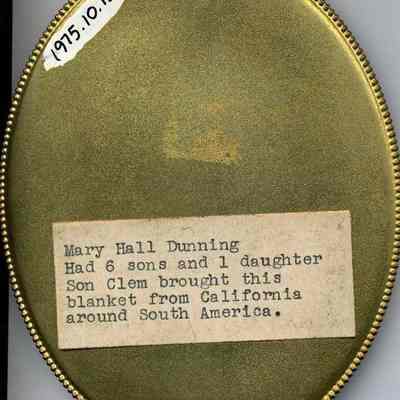 1975.10.1
Mary Hall Dunning
Had 6 sons and 1 daughter
Son Clem brought this
blanket from California
around South America.